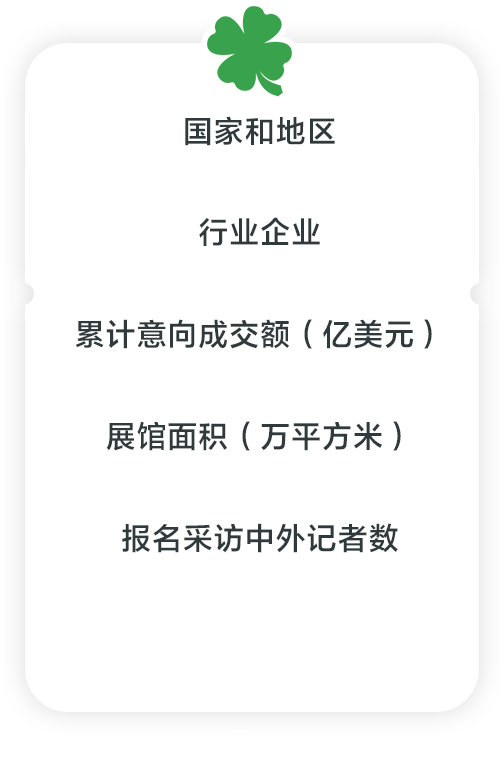 国家和地区
行业企业
累计意向成交额（亿美元）
展馆面积（万平方米）
报名采访中外记者数